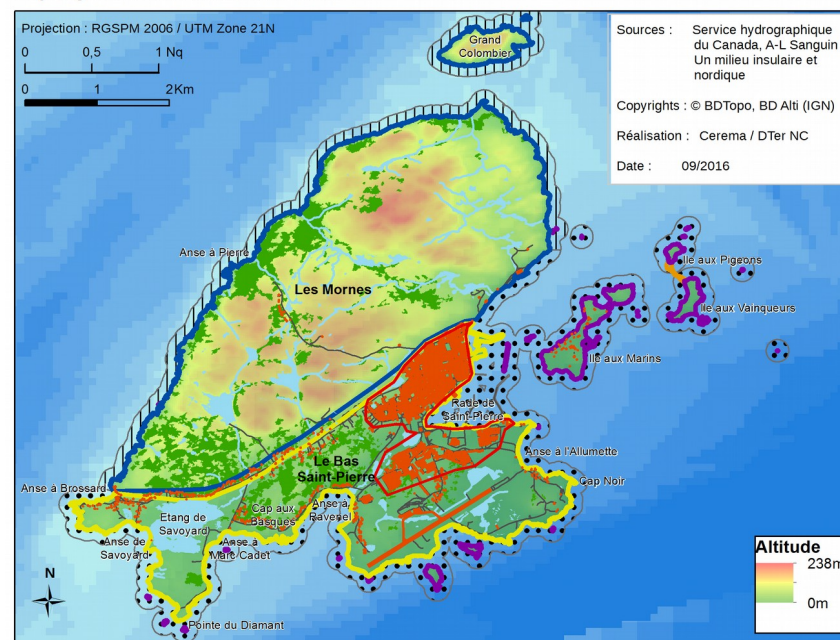 Projection : RGSPM 2006 / UTM Zone 21N
0 0,5 1 Nq
0 1 2Km
Sources : Service hydrographique
du Canada, A-L Sanguin
Un milieu insulaire et
nordique
Copyrights : © BDTopo, BD Alti (IGN)
Réalisation : Cerema / DTer NC
Date : 09/2016
Grand
Colombier
Anse à Pierre
Les Mornes
Ile aux Pigeons
Ile aux Vainqueurs
Ile aux Marins
Rade de
Saint-Pierre
Le Bas
Saint-Pierre
Anse a l'Allumette
Cap Noir
Anse à Brossard
Etang de
Savoyard
Cap aux
Basques
Anse à
Ravenel
Anse de
Savoyard
Anse à
Marc Cadet
Pointe du Diamant
N
Altitude
238m
0m